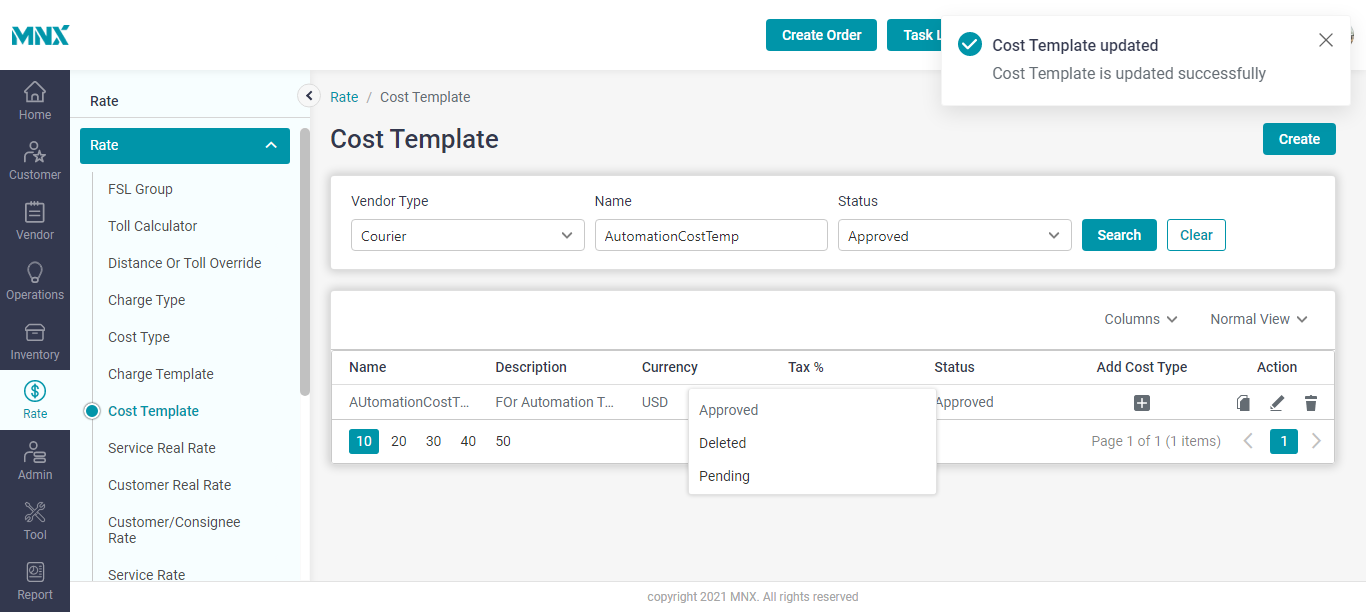 MNX
Create Order
Task L
Cost Template updated
Cost Template is updated successfully
Home
Customer
Vendor
Operations
Inventory
Rate
Admin
Tool
Report
Rate
Rate
FSL Group
Toll Calculator
Distance Or Toll Override
Charge Type
Cost Type
Charge Template
Cost Template
Service Real Rate
Customer Real Rate
Customer/Consignee
Rate
Service Rate
Rate / Cost Template
Cost Template
Create
Vendor Type Name Status
Courier AutomationCostTemp Approved Search Clear
Columns Normal View
Name Description Currency Tax % Status Add Cost Type Action
AUtomationCostT... FOr Automation T... USD Approved
Approved
Deleted
Pending
10 20 30 40 50 Page 1 of 1 (1 items) 1
copyright 2021 MNX. All rights reserved